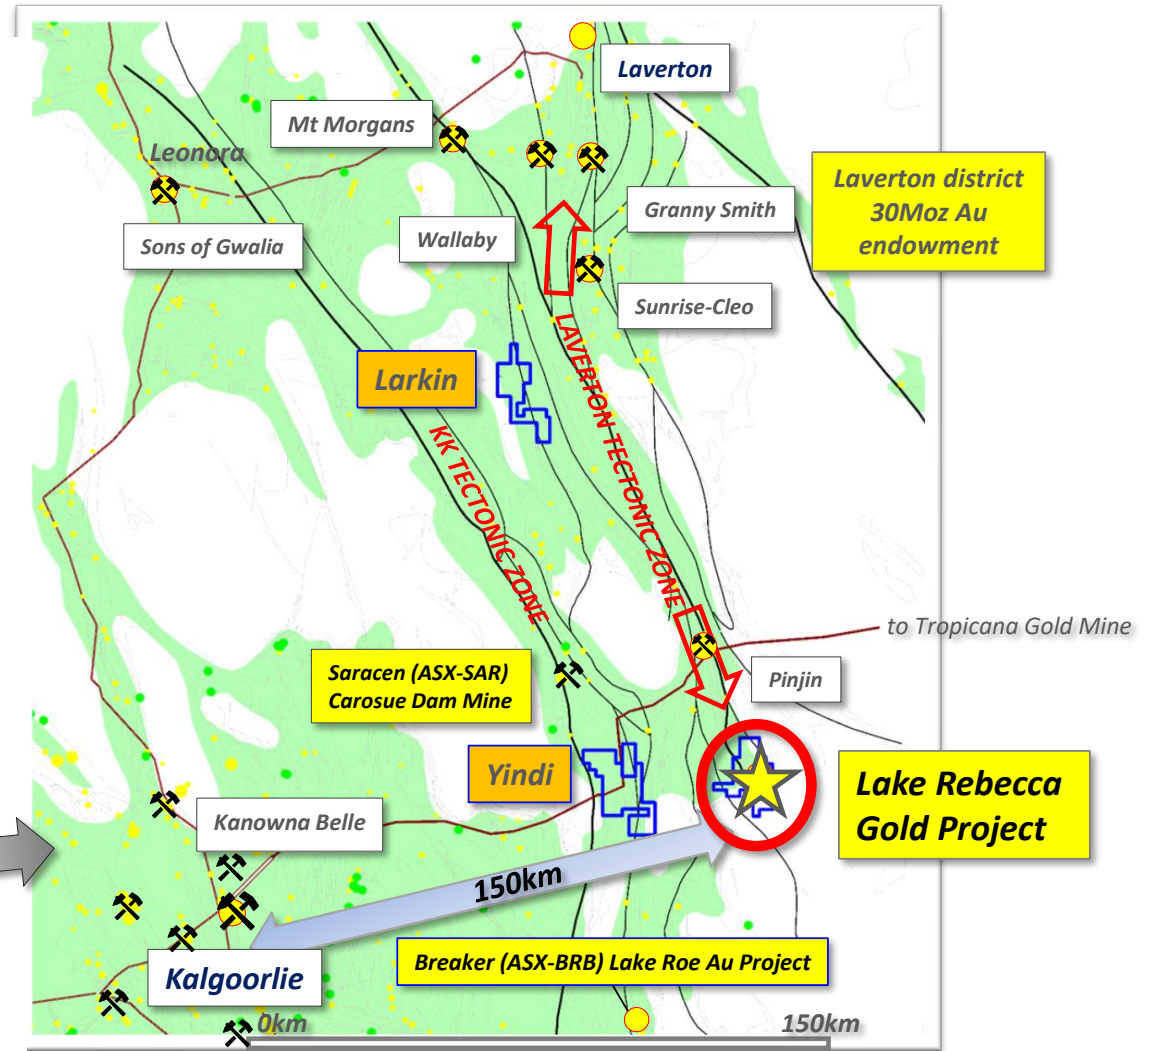 Laverton
Mt Morgans
Leonora
Laverton district
30Moz Au
endowment
Granny Smith
Wallaby
Sons of Gwalia
Sunrise-Cleo
LAVERTON TECTONIC ZONE
Larkin
KK TECTONIC ZONE
to Tropicana Gold Mine
Saracen (ASX-SAR)
Carosue Dam Mine
Pinjin
Yindi
Lake Rebecca
Gold Project
Kanowna Belle
150km
Breaker (ASX-BRB) Lake Roe Au Project
Kalgoorlie
0km
150km